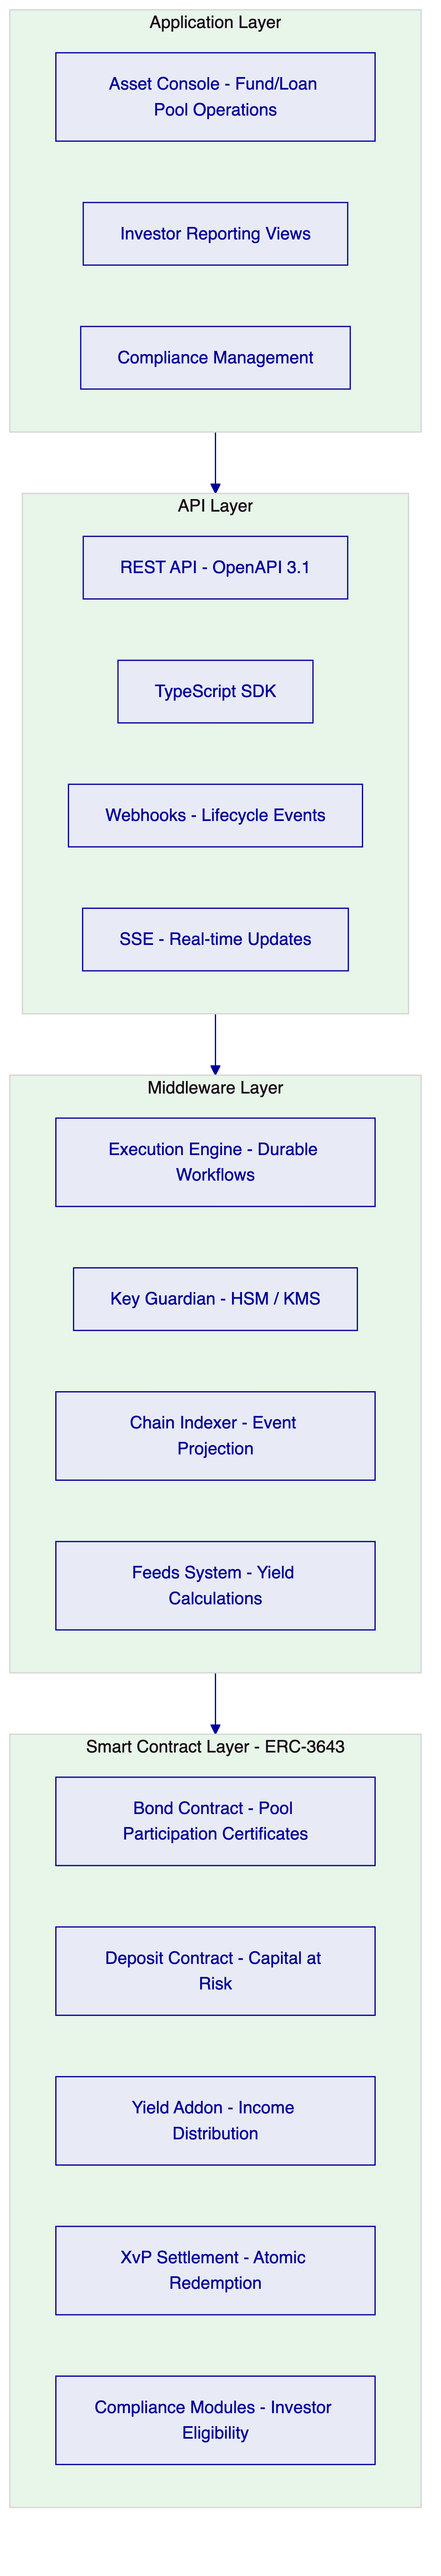 Application Layer
Asset Console - Fund/Loan
Pool Operations
Investor Reporting Views
Compliance Management
API Layer
REST API - OpenAPI 3.1
TypeScript SDK
Webhooks - Lifecycle Events
SSE - Real-time Updates
Middleware Layer
Execution Engine - Durable
Workflows
Key Guardian - HSM / KMS
Chain Indexer - Event
Projection
Feeds System - Yield
Calculations
Smart Contract Layer - ERC-3643
Bond Contract - Pool
Participation Certificates
Deposit Contract - Capital at
Risk
Yield Addon - Income
Distribution
XvP Settlement - Atomic
Redemption
Compliance Modules - Investor
Eligibility